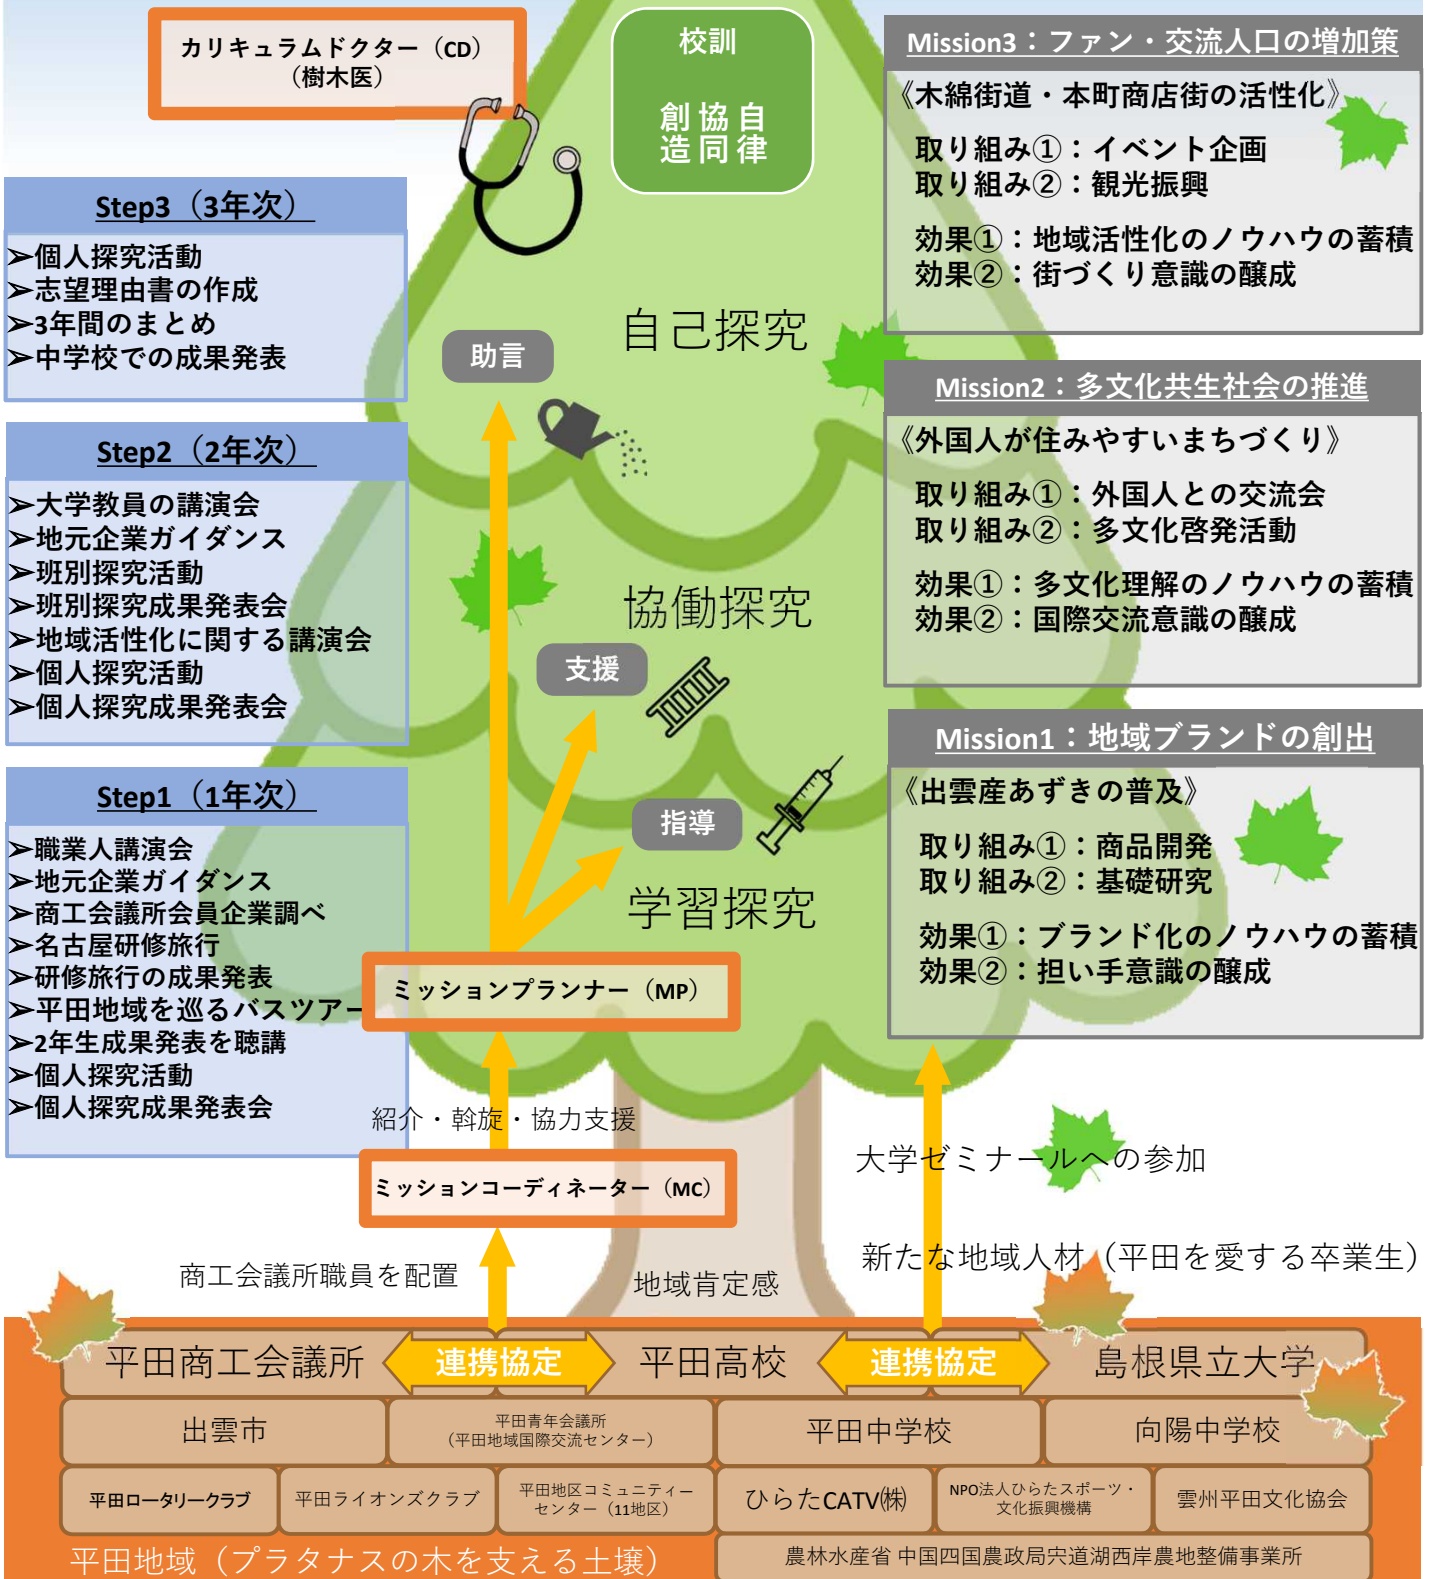 カリキュラムドクター（CD）
（樹木医）
校訓
自律
協同
創造
Step3（3年次）
➢個人探究活動
➢志望理由書の作成
➢3年間のまとめ
➢中学校での成果発表
Step2（2年次）
➢大学教員の講演会
➢地元企業ガイダンス
➢班別探究活動
➢班別探究成果発表会
➢地域活性化に関する講演会
➢個人探究活動
➢個人探究成果発表会
Step1（1年次）
➢職業人講演会
➢地元企業ガイダンス
➢商工会議所会員企業調べ
➢名古屋研修旅行
➢研修旅行の成果発表
➢平田地域を巡るバスツアー
➢2年生成果発表を聴講
➢個人探究活動
➢個人探究成果発表会
自己探究
助言
協働探究
支援
指導
学習探究
ミッションプランナー（MP）
紹介・斡旋・協力支援
ミッションコーディネーター（MC）
商工会議所職員を配置
地域肯定感
Mission3：ファン・交流人口の増加策
《木綿街道・本町商店街の活性化》
取り組み①：イベント企画
取り組み②：観光振興
効果①：地域活性化のノウハウの蓄積
効果②：街づくり意識の醸成
Mission2：多文化共生社会の推進
《外国人が住みやすいまちづくり》
取り組み①：外国人との交流会
取り組み②：多文化啓発活動
効果①：多文化理解のノウハウの蓄積
効果②：国際交流意識の醸成
Mission1：地域ブランドの創出
《出雲産あずきの普及》
取り組み①：商品開発
取り組み②：基礎研究
効果①：ブランド化のノウハウの蓄積
効果②：担い手意識の醸成
大学ゼミナールへの参加
新たな地域人材（平田を愛する卒業生）
平田商工会議所
連携協定
平田高校
連携協定
島根県立大学
出雲市
平田青年会議所
（平田地域国際交流センター）
平田中学校
向陽中学校
平田ロータリークラブ
平田ライオンズクラブ
平田地区コミュニティー
センター（11地区）
ひらたCATV㈱
NPO法人ひらたスポーツ・
文化振興機構
雲州平田文化協会
平田地域（プラタナスの木を支える土壌）
農林水産省 中国四国農政局宍道湖西岸農地整備事業所